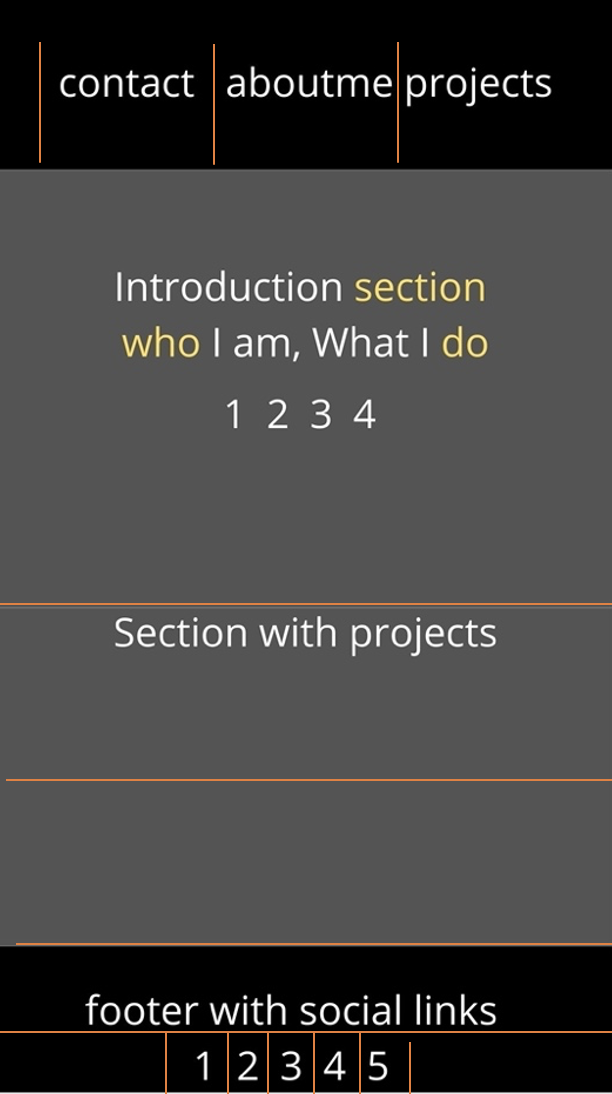 contact aboutme projects
Introduction section
who I am, What I do
1 2 3 4
Section with projects
footer with social links
1 2 3 4 5